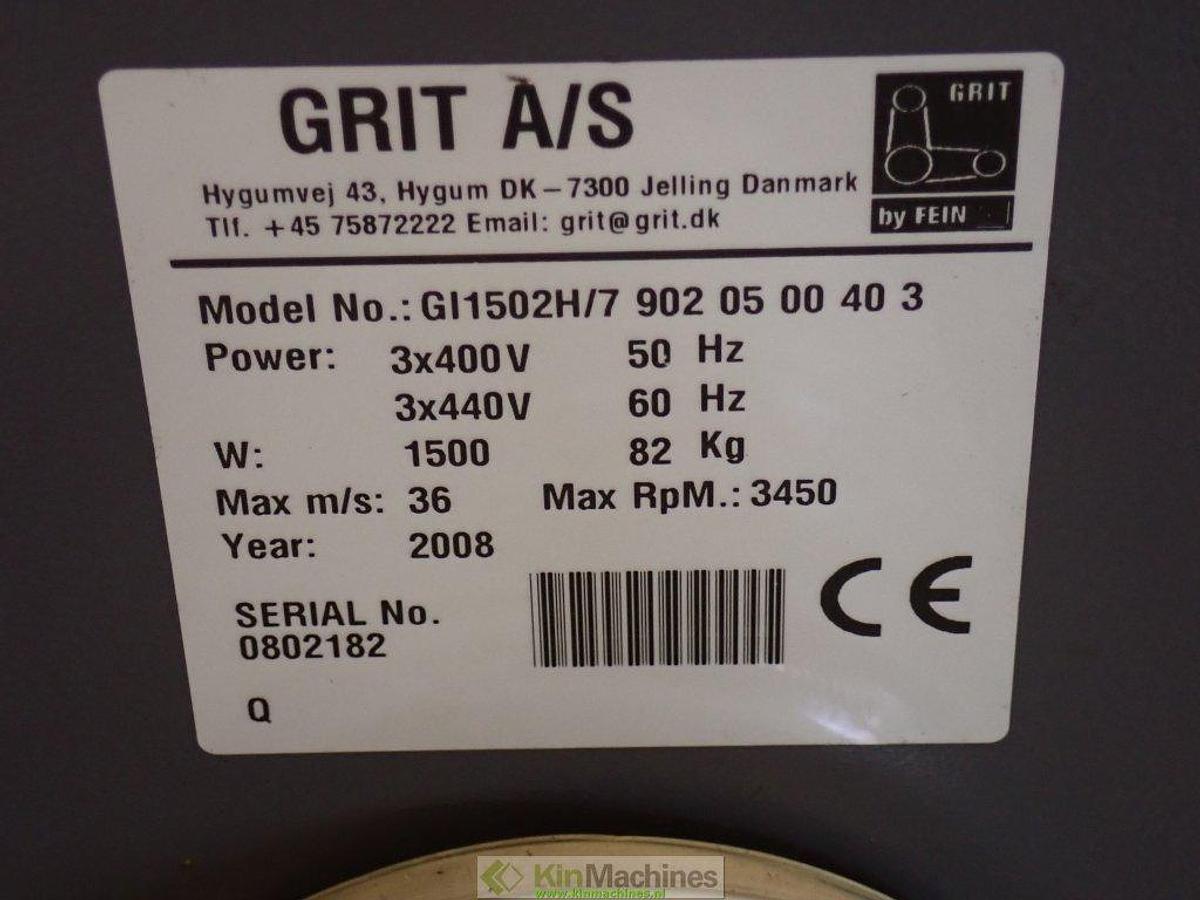 GRIT A/S
GRIT
by FEIN
Hygumvej 43, Hygum DK-7300 Jelling Danmark
Tlf. +45 75872222 Email: grit@grit.dk
Model No.: GI1502H/7 902 05 00 40 3
Power: 3x400V 50 Hz
3x440V 60 Hz
W: 1500 82 Kg
Max m/s: 36 Max RpM.: 3450
Year: 2008
SERIAL No.
0802182
Q
CE
KinMachines
www.kinmachines.nl